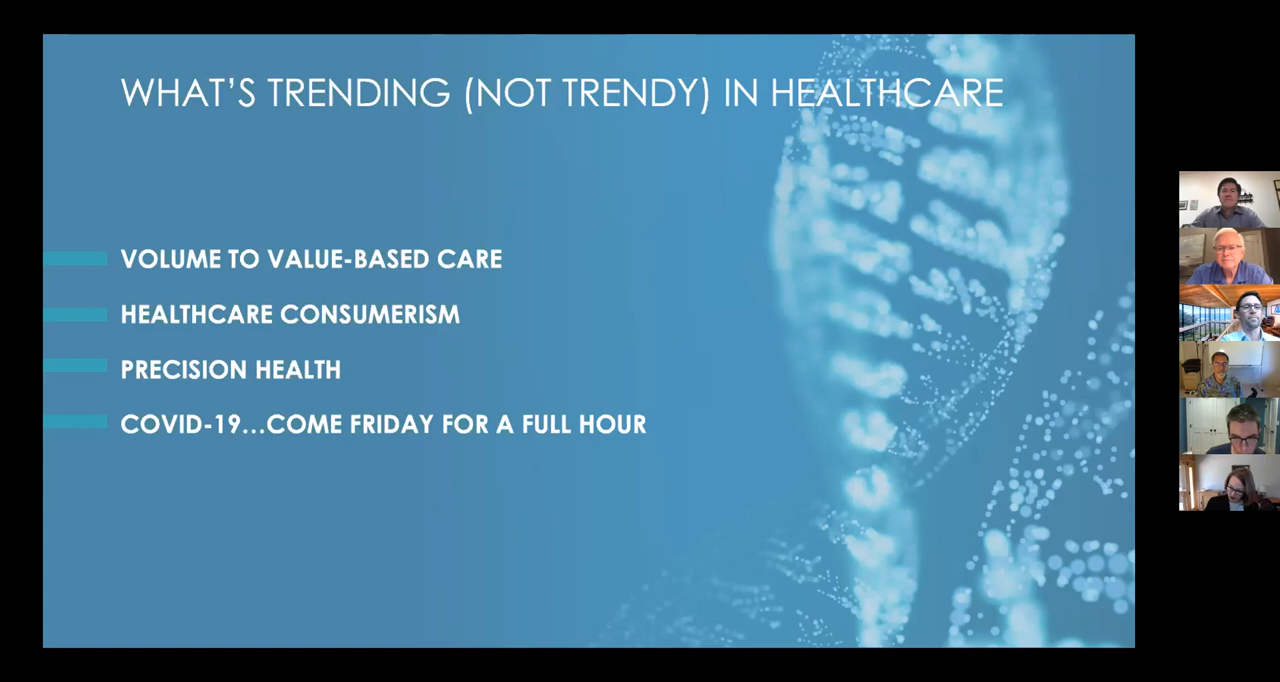 WHAT’S TRENDING (NOT TRENDY) IN HEALTHCARE
VOLUME TO VALUE-BASED CARE
HEALTHCARE CONSUMERISM
PRECISION HEALTH
COVID-19...COME FRIDAY FOR A FULL HOUR